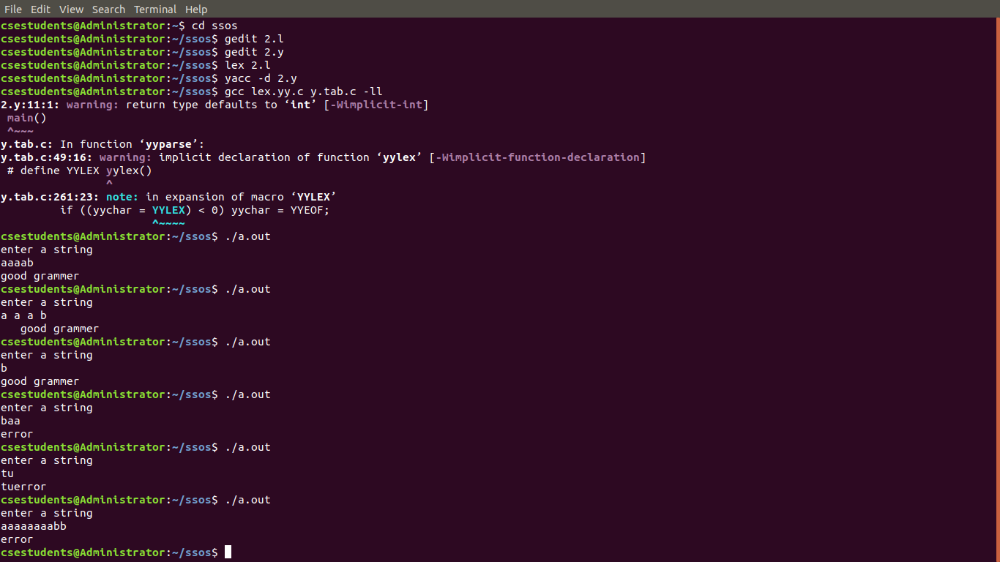 File Edit View Search Terminal Help
csestudents@Administrator:~$ cd ssos
csestudents@Administrator:~/ssos$ gedit 2.l
csestudents@Administrator:~/ssos$ gedit 2.y
csestudents@Administrator:~/ssos$ lex 2.l
csestudents@Administrator:~/ssos$ yacc -d 2.y
csestudents@Administrator:~/ssos$ gcc lex.yy.c y.tab.c -ll
2.y:11:1: warning: return type defaults to ‘int’ [-Wimplicit-int]
 main()
 ^~~~
y.tab.c: In function ‘yyparse’:
y.tab.c:49:16: warning: implicit declaration of function ‘yylex’ [-Wimplicit-function-declaration]
 # define YYLEX yylex()
                ^
y.tab.c:261:23: note: in expansion of macro ‘YYLEX’
         if ((yychar = YYLEX) < 0) yychar = YYEOF;
                       ^~~~~
csestudents@Administrator:~/ssos$ ./a.out
enter a string
aaaab
good grammer
csestudents@Administrator:~/ssos$ ./a.out
enter a string
a a a b
   good grammer
csestudents@Administrator:~/ssos$ ./a.out
enter a string
b
good grammer
csestudents@Administrator:~/ssos$ ./a.out
enter a string
baa
error
csestudents@Administrator:~/ssos$ ./a.out
enter a string
tu
tuerror
csestudents@Administrator:~/ssos$ ./a.out
enter a string
aaaaaaaabb
error
csestudents@Administrator:~/ssos$